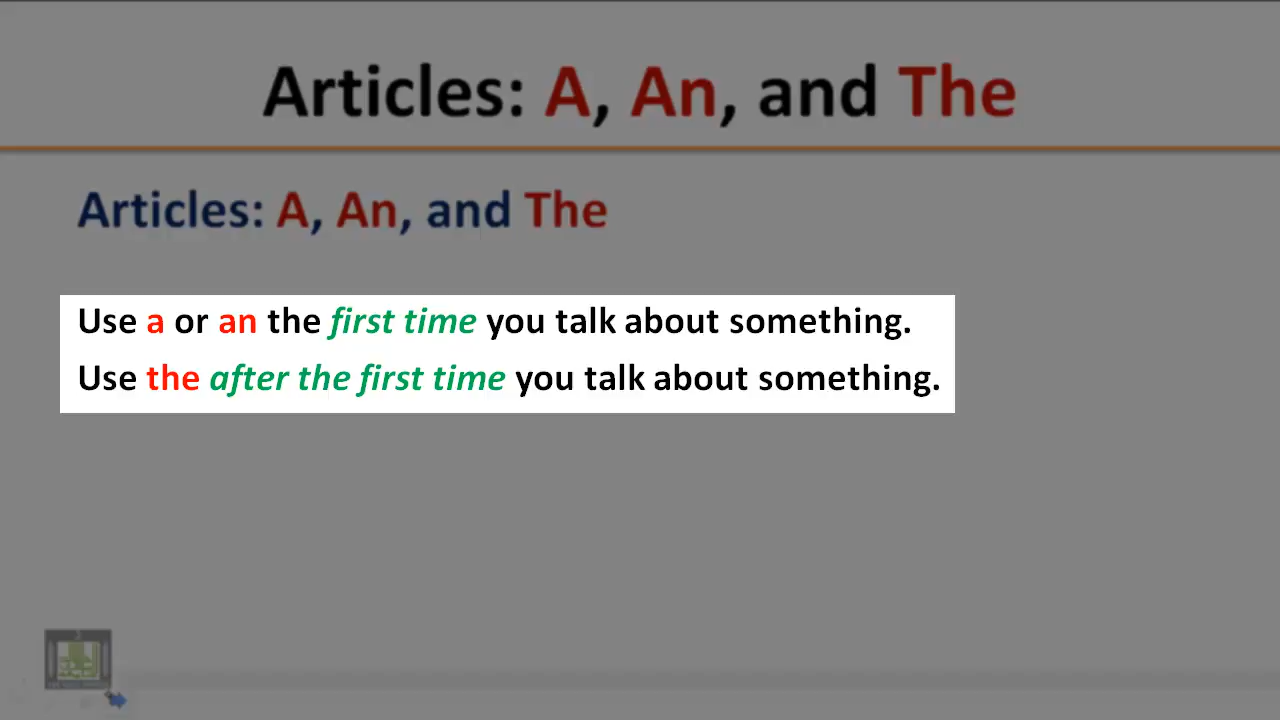 Articles: A, An, and The
Articles: A, An, and The
Use a or an the first time you talk about something.
Use the after the first time you talk about something.